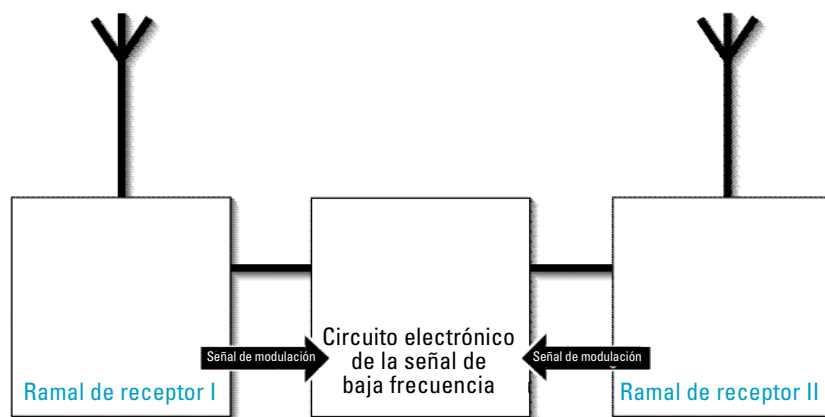 Circuito electrónico
de la señal de
baja frecuencia
Señal de modulación
Señal de modulación
Ramal de receptor I
Ramal de receptor II